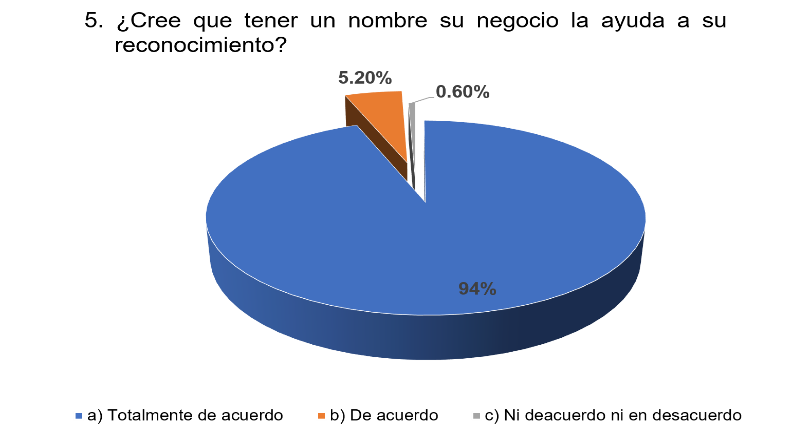 5. ¿Cree que tener un nombre su negocio la ayuda a su
reconocimiento?
5.20%
0.60%
94%
a) Totalmente de acuerdo b) De acuerdo c) Ni deacuerdo ni en desacuerdo